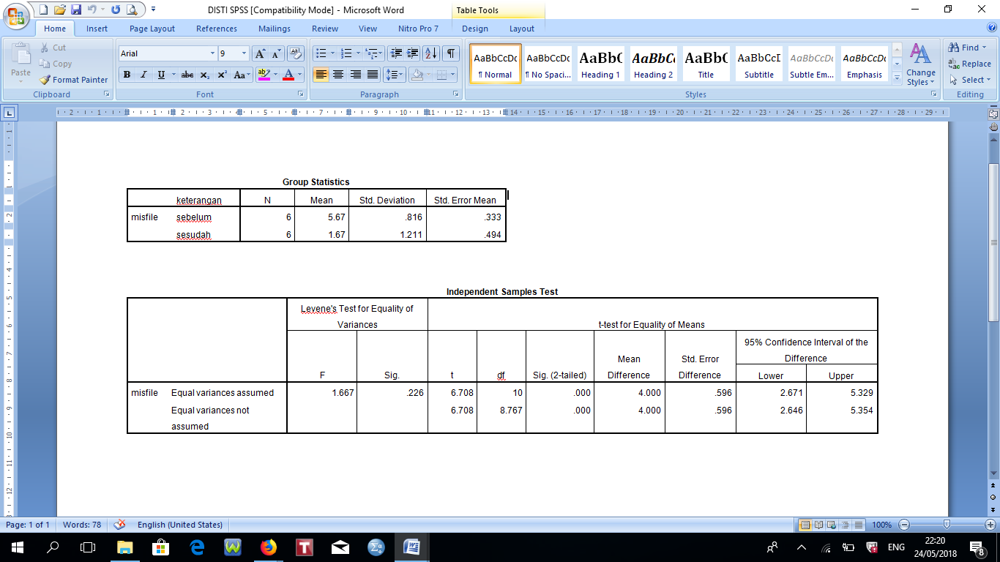 DISTI SPSS [Compatibility Mode] - Microsoft Word
Table Tools
Home Insert Page Layout References Mailings Review View Nitro Pro 7 Design Layout
Paste
Cut
Copy
Format Painter
Clipboard
Arial 9
Font
Paragraph
AaBbCcDc AaBbCcDc AaBbC AaBbCc AaBbC AaBbCcI AaBbCcDc AaBbCcDc
¶ Normal ¶ No Spaci... Heading 1 Heading 2 Title Subtitle Subtle Em... Emphasis
Change Styles
Styles
Find
Replace
Select
Editing
Group Statistics
keterangan N Mean Std. Deviation Std. Error Mean
misfile sebelum 6 5.67 .816 .333
sesudah 6 1.67 1.211 .494
Independent Samples Test
Levene's Test for Equality of
Variances
t-test for Equality of Means
95% Confidence Interval of the
Difference
Mean Std. Error
F Sig. t df Sig. (2-tailed) Difference Difference Lower Upper
misfile Equal variances assumed 1.667 .226 6.708 10 .000 4.000 .596 2.671 5.329
Equal variances not 6.708 8.767 .000 4.000 .596 2.646 5.354
assumed
Page: 1 of 1 Words: 78 English (United States) 100%
ENG
22:20
24/05/2018
8